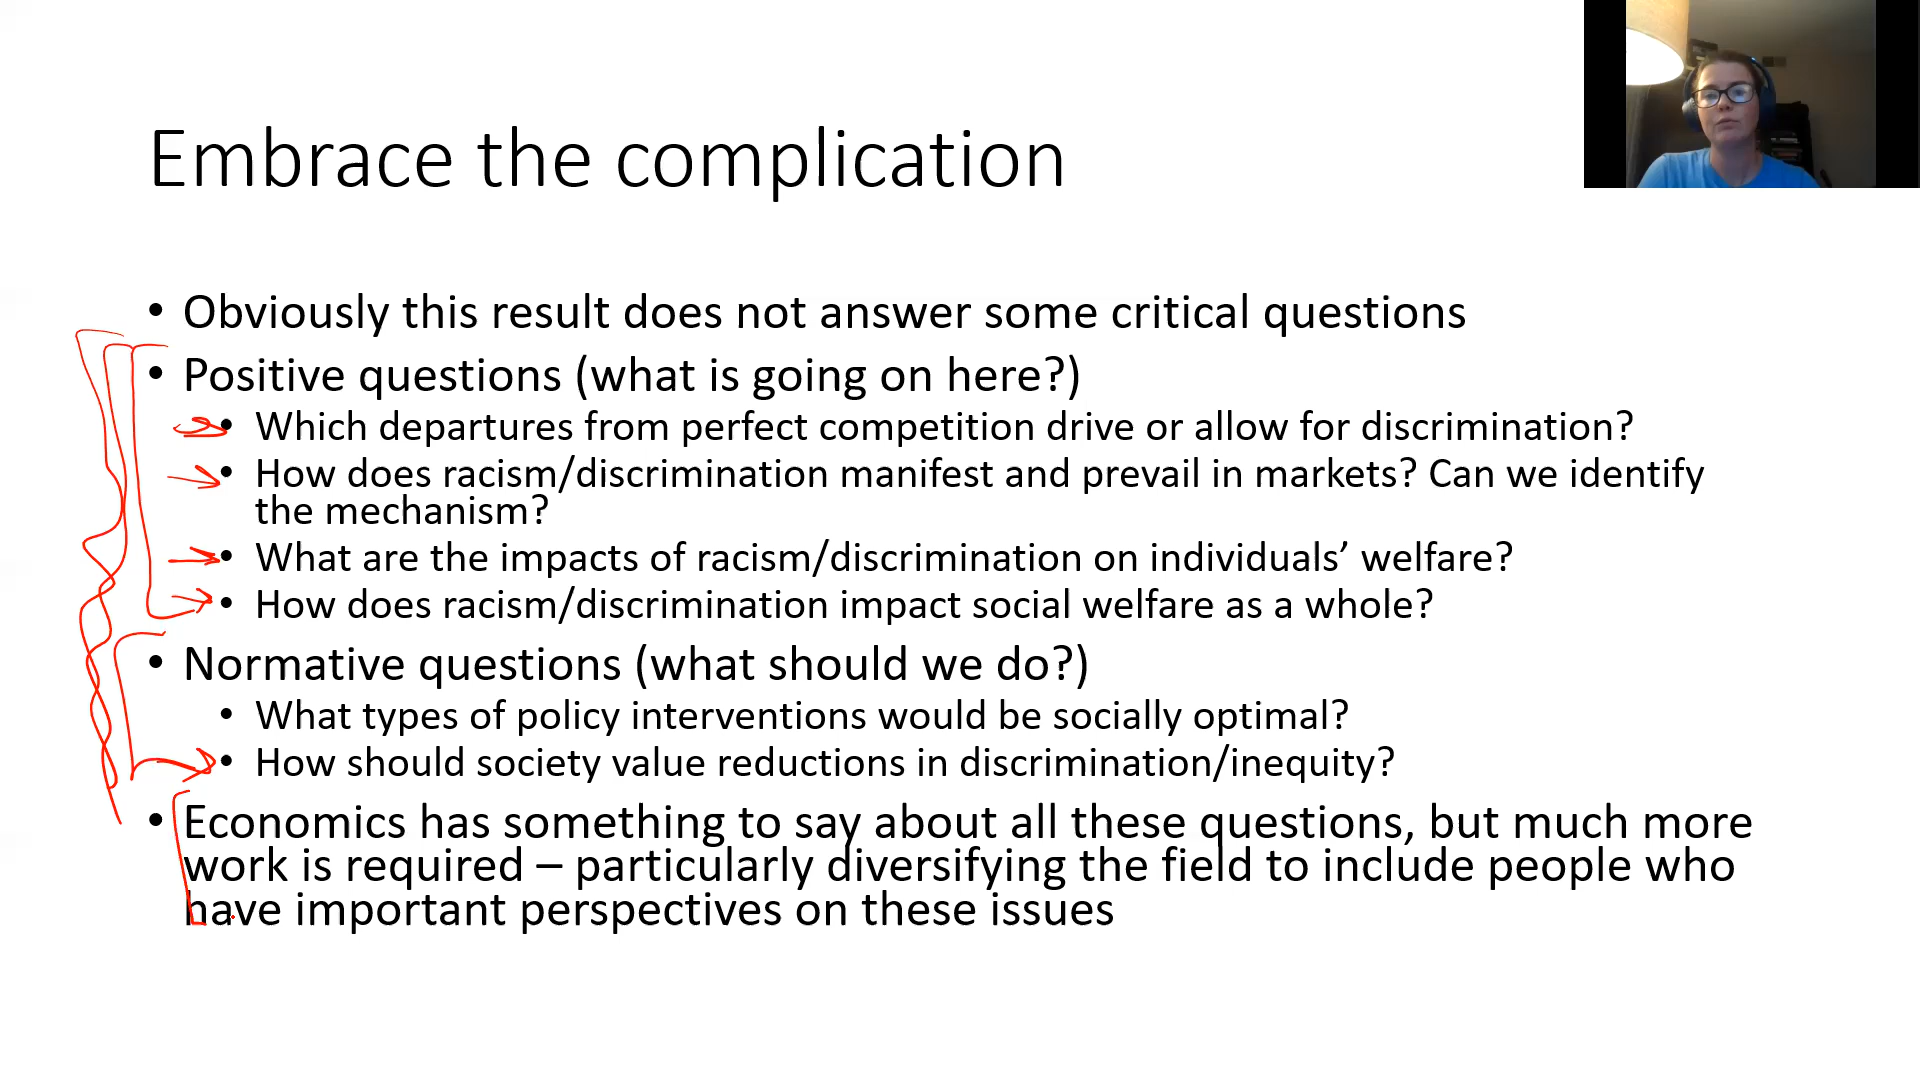 Embrace the complication
• Obviously this result does not answer some critical questions
• Positive questions (what is going on here?)
• Which departures from perfect competition drive or allow for discrimination?
• How does racism/discrimination manifest and prevail in markets? Can we identify
the mechanism?
• What are the impacts of racism/discrimination on individuals’ welfare?
• How does racism/discrimination impact social welfare as a whole?
• Normative questions (what should we do?)
• What types of policy interventions would be socially optimal?
• How should society value reductions in discrimination/inequity?
• Economics has something to say about all these questions, but much more
work is required – particularly diversifying the field to include people who
have important perspectives on these issues